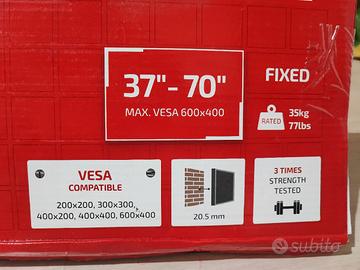 37"- 70"
MAX. VESA 600x400
FIXED
RATED
35kg
77lbs
VESA
COMPATIBLE
200x200, 300x300,
400x200, 400x400, 600x400
20.5 mm
3 TIMES
STRENGTH
TESTED
subito